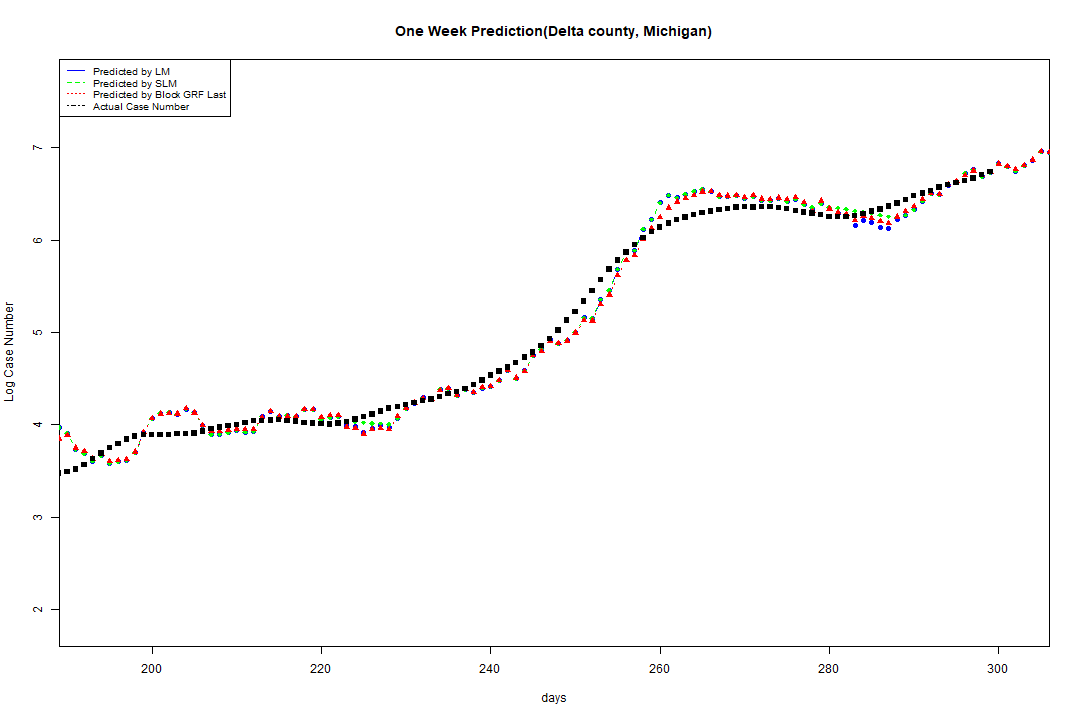 One Week Prediction(Delta county, Michigan)
Predicted by LM
Predicted by SLM
Predicted by Block GRF Last
Actual Case Number
7
6
5
4
3
2
Log Case Number
200 220 240 260 280 300
days